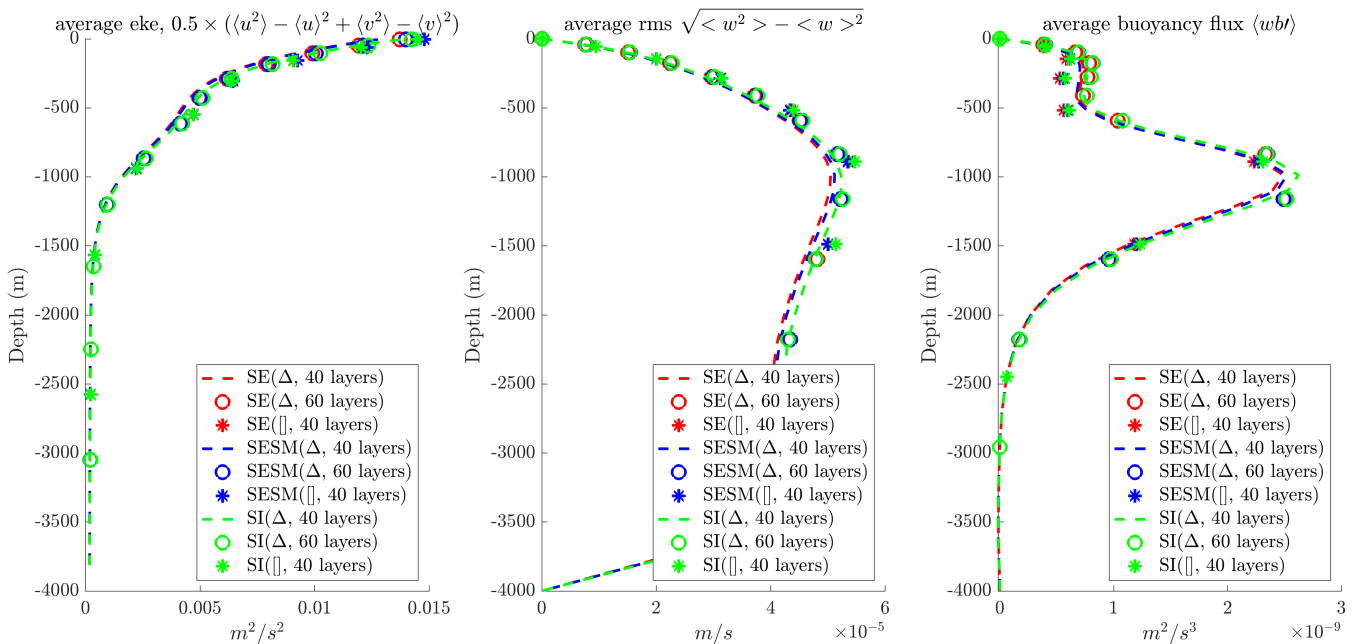 average eke, 0.5 × (⟨u²⟩ − ⟨u⟩² + ⟨v²⟩ − ⟨v⟩²)
0
-500
-1000
-1500
-2000
-2500
-3000
-3500
-4000
Depth (m)
0
0.005
0.01
0.015
m²/s²
SE(Δ, 40 layers)
SE(Δ, 60 layers)
SE([], 40 layers)
SESM(Δ, 40 layers)
SESM(Δ, 60 layers)
SESM([], 40 layers)
SI(Δ, 40 layers)
SI(Δ, 60 layers)
SI([], 40 layers)
average rms √< w² > − < w >²
0
-500
-1000
-1500
-2000
-2500
-3000
-3500
-4000
Depth (m)
0
2
4
6
×10⁻⁵
m/s
SE(Δ, 40 layers)
SE(Δ, 60 layers)
SE([], 40 layers)
SESM(Δ, 40 layers)
SESM(Δ, 60 layers)
SESM([], 40 layers)
SI(Δ, 40 layers)
SI(Δ, 60 layers)
SI([], 40 layers)
average buoyancy flux ⟨wb′⟩
0
-500
-1000
-1500
-2000
-2500
-3000
-3500
-4000
Depth (m)
0
1
2
3
×10⁻⁹
m²/s³
SE(Δ, 40 layers)
SE(Δ, 60 layers)
SE([], 40 layers)
SESM(Δ, 40 layers)
SESM(Δ, 60 layers)
SESM([], 40 layers)
SI(Δ, 40 layers)
SI(Δ, 60 layers)
SI([], 40 layers)